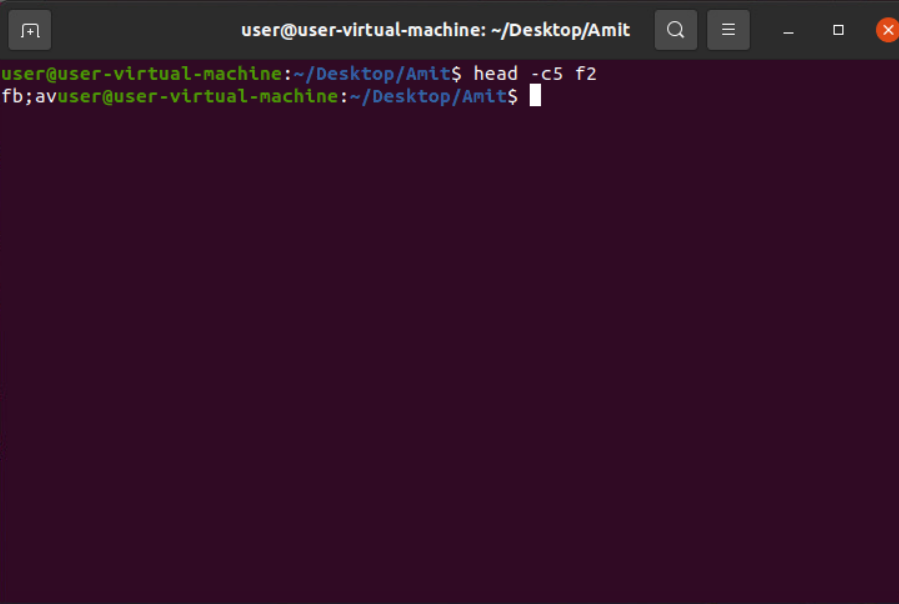 user@user-virtual-machine: ~/Desktop/Amit
user@user-virtual-machine:~/Desktop/Amit$ head -c5 f2
fb;avuser@user-virtual-machine:~/Desktop/Amit$